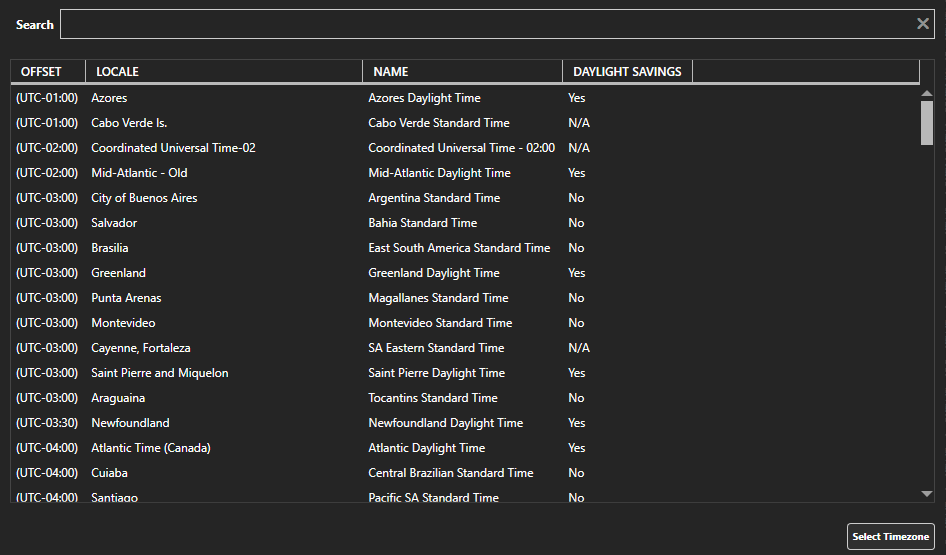 Search
OFFSET LOCALE NAME DAYLIGHT SAVINGS
(UTC-01:00) Azores Azores Daylight Time Yes
(UTC-01:00) Cabo Verde Is. Cabo Verde Standard Time N/A
(UTC-02:00) Coordinated Universal Time-02 Coordinated Universal Time - 02:00 N/A
(UTC-02:00) Mid-Atlantic - Old Mid-Atlantic Daylight Time Yes
(UTC-03:00) City of Buenos Aires Argentina Standard Time No
(UTC-03:00) Salvador Bahia Standard Time No
(UTC-03:00) Brasilia East South America Standard Time No
(UTC-03:00) Greenland Greenland Daylight Time Yes
(UTC-03:00) Punta Arenas Magallanes Standard Time No
(UTC-03:00) Montevideo Montevideo Standard Time No
(UTC-03:00) Cayenne, Fortaleza SA Eastern Standard Time N/A
(UTC-03:00) Saint Pierre and Miquelon Saint Pierre Daylight Time Yes
(UTC-03:00) Araguaina Tocantins Standard Time No
(UTC-03:30) Newfoundland Newfoundland Daylight Time Yes
(UTC-04:00) Atlantic Time (Canada) Atlantic Daylight Time Yes
(UTC-04:00) Cuiaba Central Brazilian Standard Time No
(UTC-04:00) Santiago Pacific SA Standard Time No
Select Timezone